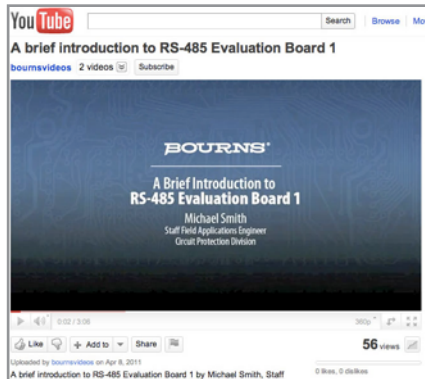 You Tube Search Browse Mo
A brief introduction to RS-485 Evaluation Board 1
bournsvideos 2 videos Subscribe
BOURNS®
A Brief Introduction to
RS-485 Evaluation Board 1
Michael Smith
Staff Field Applications Engineer
Circuit Protection Division
0:02 / 3:06 360p
Like Add to Share 56 views
Uploaded by bournsvideos on Apr 8, 2011
0 likes, 0 dislikes
A brief introduction to RS-485 Evaluation Board 1 by Michael Smith, Staff